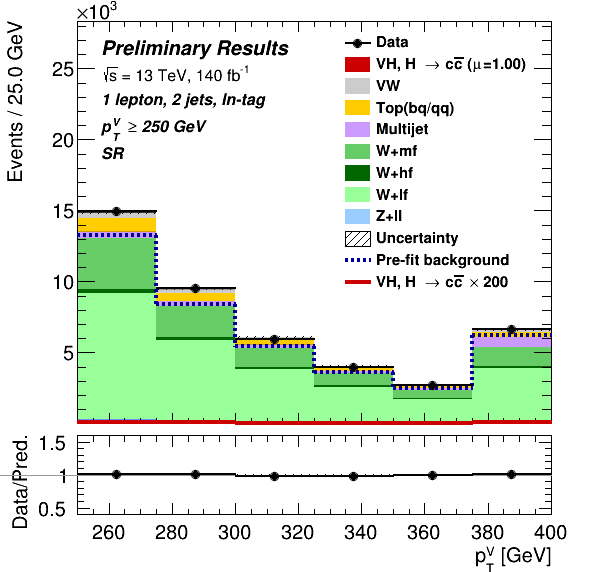 ×10³
Events / 25.0 GeV
25
20
15
10
5
Preliminary Results
√s = 13 TeV, 140 fb⁻¹
1 lepton, 2 jets, ln-tag
p_T^V ≥ 250 GeV
SR
Data
VH, H → cc̅ (μ=1.00)
VW
Top(bq/qq)
Multijet
W+mf
W+hf
W+lf
Z+ll
Uncertainty
Pre-fit background
VH, H → cc̅ × 200
Data/Pred.
1.5
1
0.5
260 280 300 320 340 360 380 400
p_T^V [GeV]